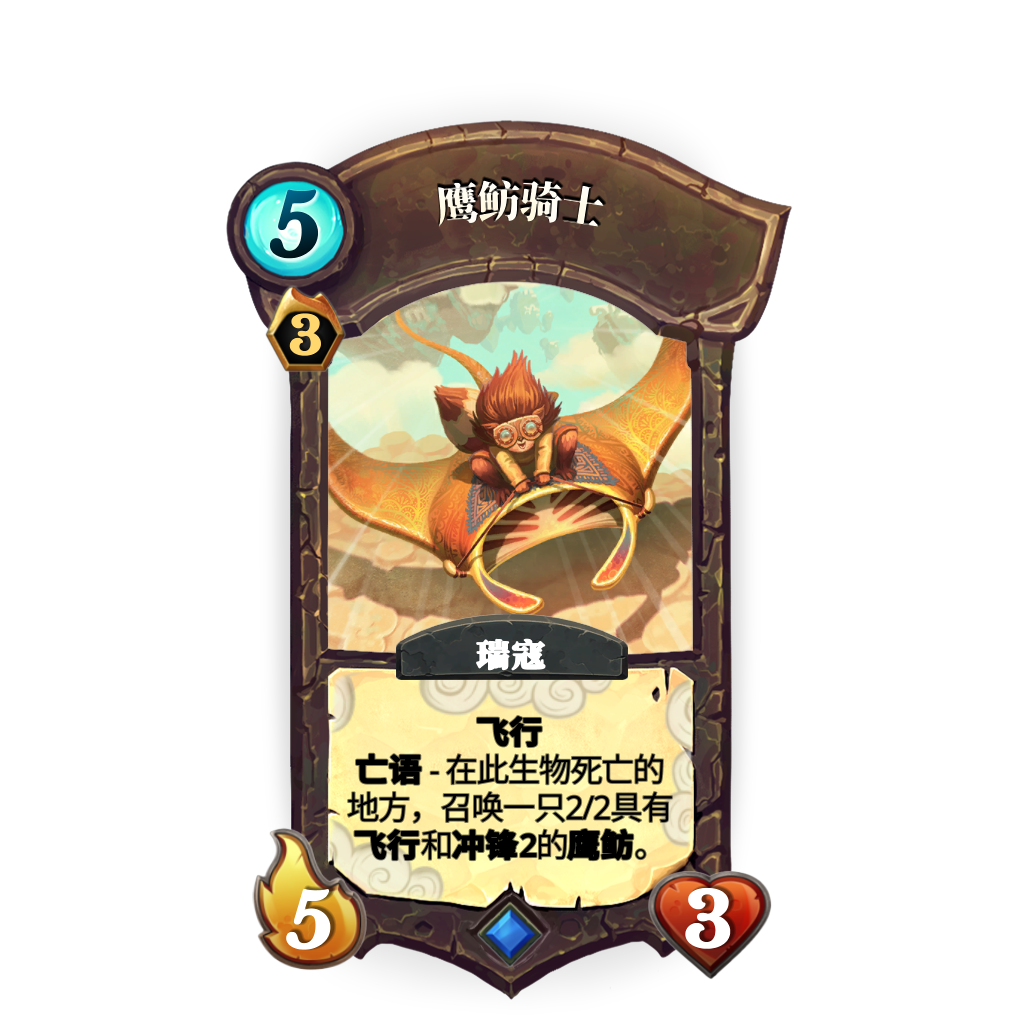 5
鹰鲂骑士
3
瑞寇
飞行
亡语 - 在此生物死亡的
地方，召唤一只2/2具有
飞行和冲锋2的鹰鲂。
5
3